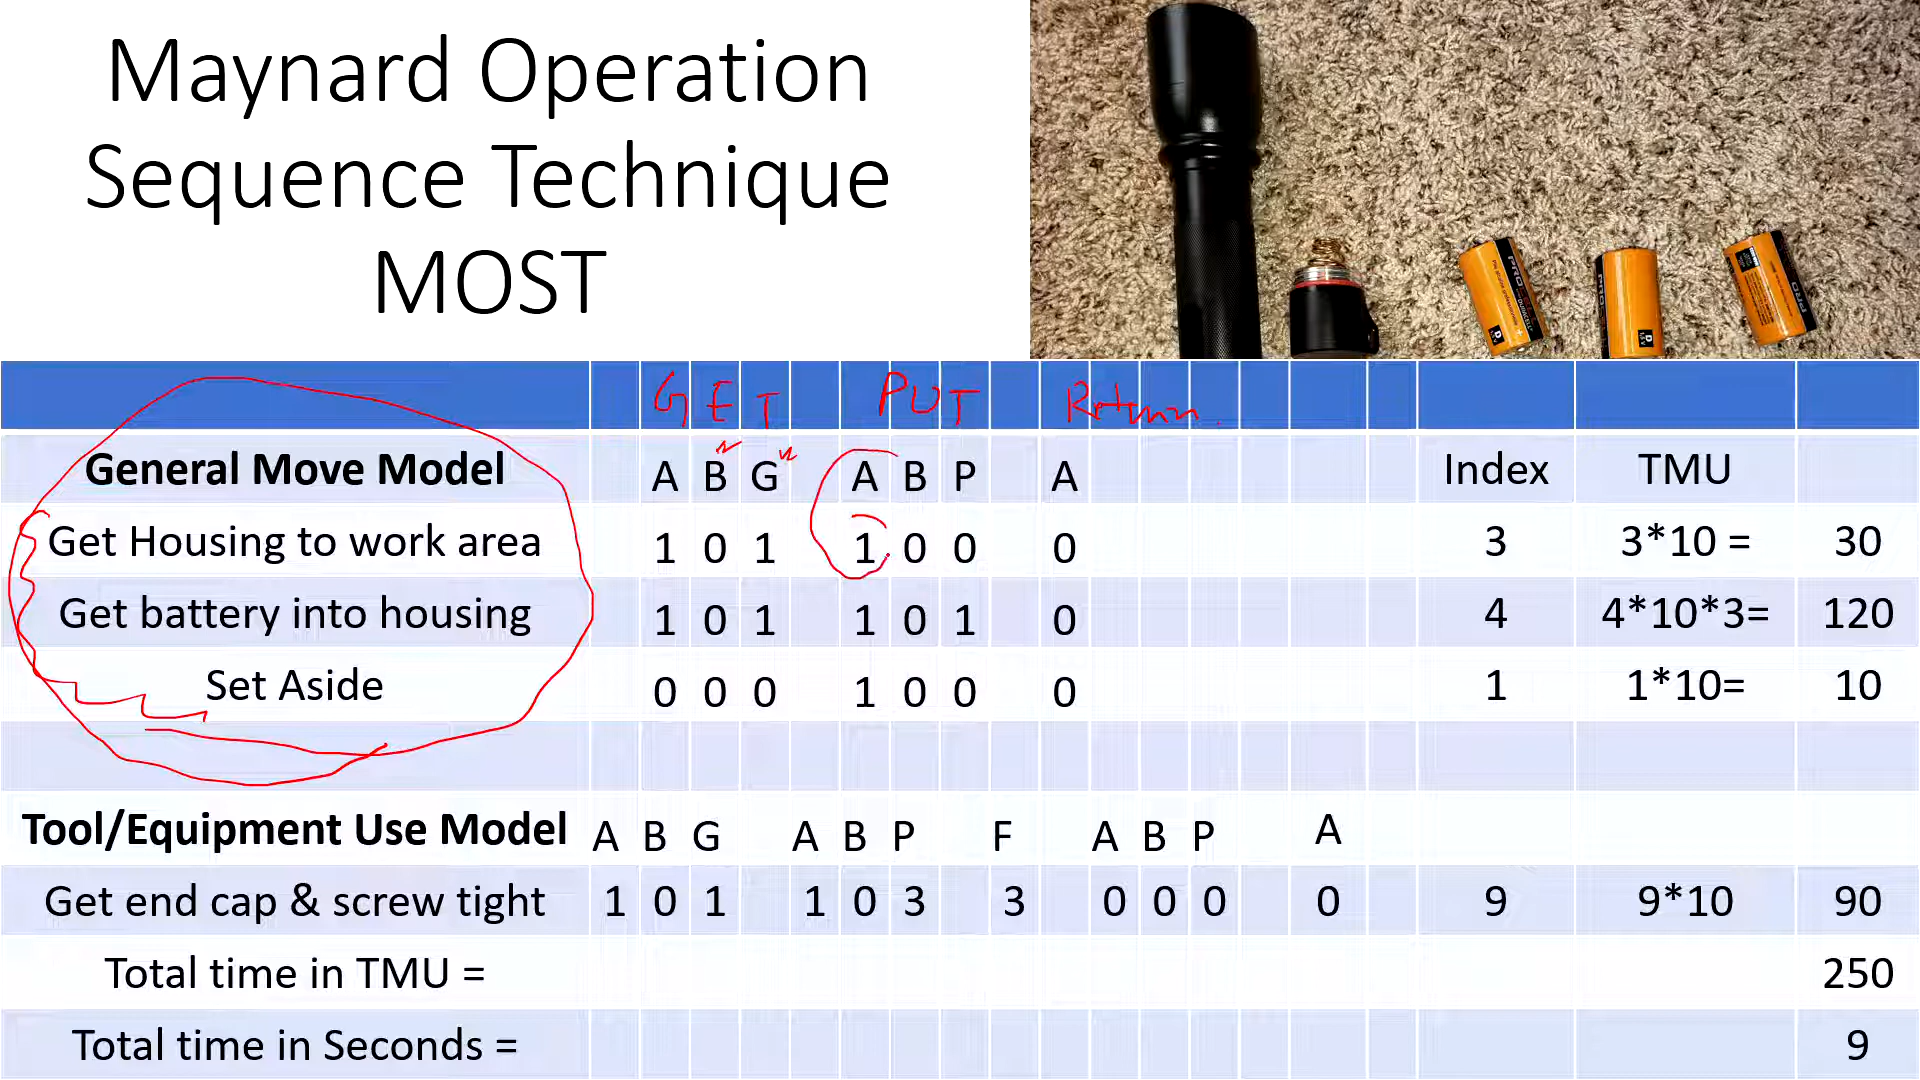 Maynard Operation
Sequence Technique
MOST
GET PUT Return
General Move Model A B G A B P A Index TMU
Get Housing to work area 1 0 1 1 0 0 0 3 3*10 = 30
Get battery into housing 1 0 1 1 0 1 0 4 4*10*3= 120
Set Aside 0 0 0 1 0 0 0 1 1*10= 10
Tool/Equipment Use Model A B G A B P F A B P A
Get end cap & screw tight 1 0 1 1 0 3 3 0 0 0 0 9 9*10 90
Total time in TMU = 250
Total time in Seconds = 9